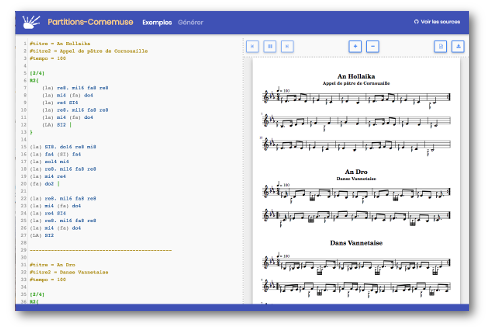 Partitions-Cornemuse Exemples Générer Voir les sources
1 #titre = An Hollaika
2 #titre2 = Appel de pâtre de Cornouaille
3 #tempo = 100
4
5 [2/4]
6 R2{
7 (la) re8. mi16 fa8 re8
8 (la) mi4 (fa) do4
9 (la) re4 SI4
10 (la) re8. mi16 fa8 re8
11 (la) mi4 (fa) do4
12 (LA) SI2 |
13 }
14
15 (la) SI8. do16 re8 mi8
16 (la) fa4 (SI) fa4
17 (la) sol4 mi4
18 (la) re8. mi16 fa8 re8
19 (la) mi4 re4
20 (fa) do2 |
21
22 (la) re8. mi16 fa8 re8
23 (la) mi4 (fa) do4
24 (la) re4 SI4
25 (la) re8. mi16 fa8 re8
26 (la) mi4 (fa) do4
27 (LA) SI2
28
29
30
31 #titre = An Dro
32 #titre2 = Danse Vannetaise
33 #tempo = 100
34
35 [2/4]
36 R2{
An Hollaika
Appel de pâtre de Cornouaille
= 100
An Dro
Danse Vannetaise
= 100
Dans Vannetaise
= 100